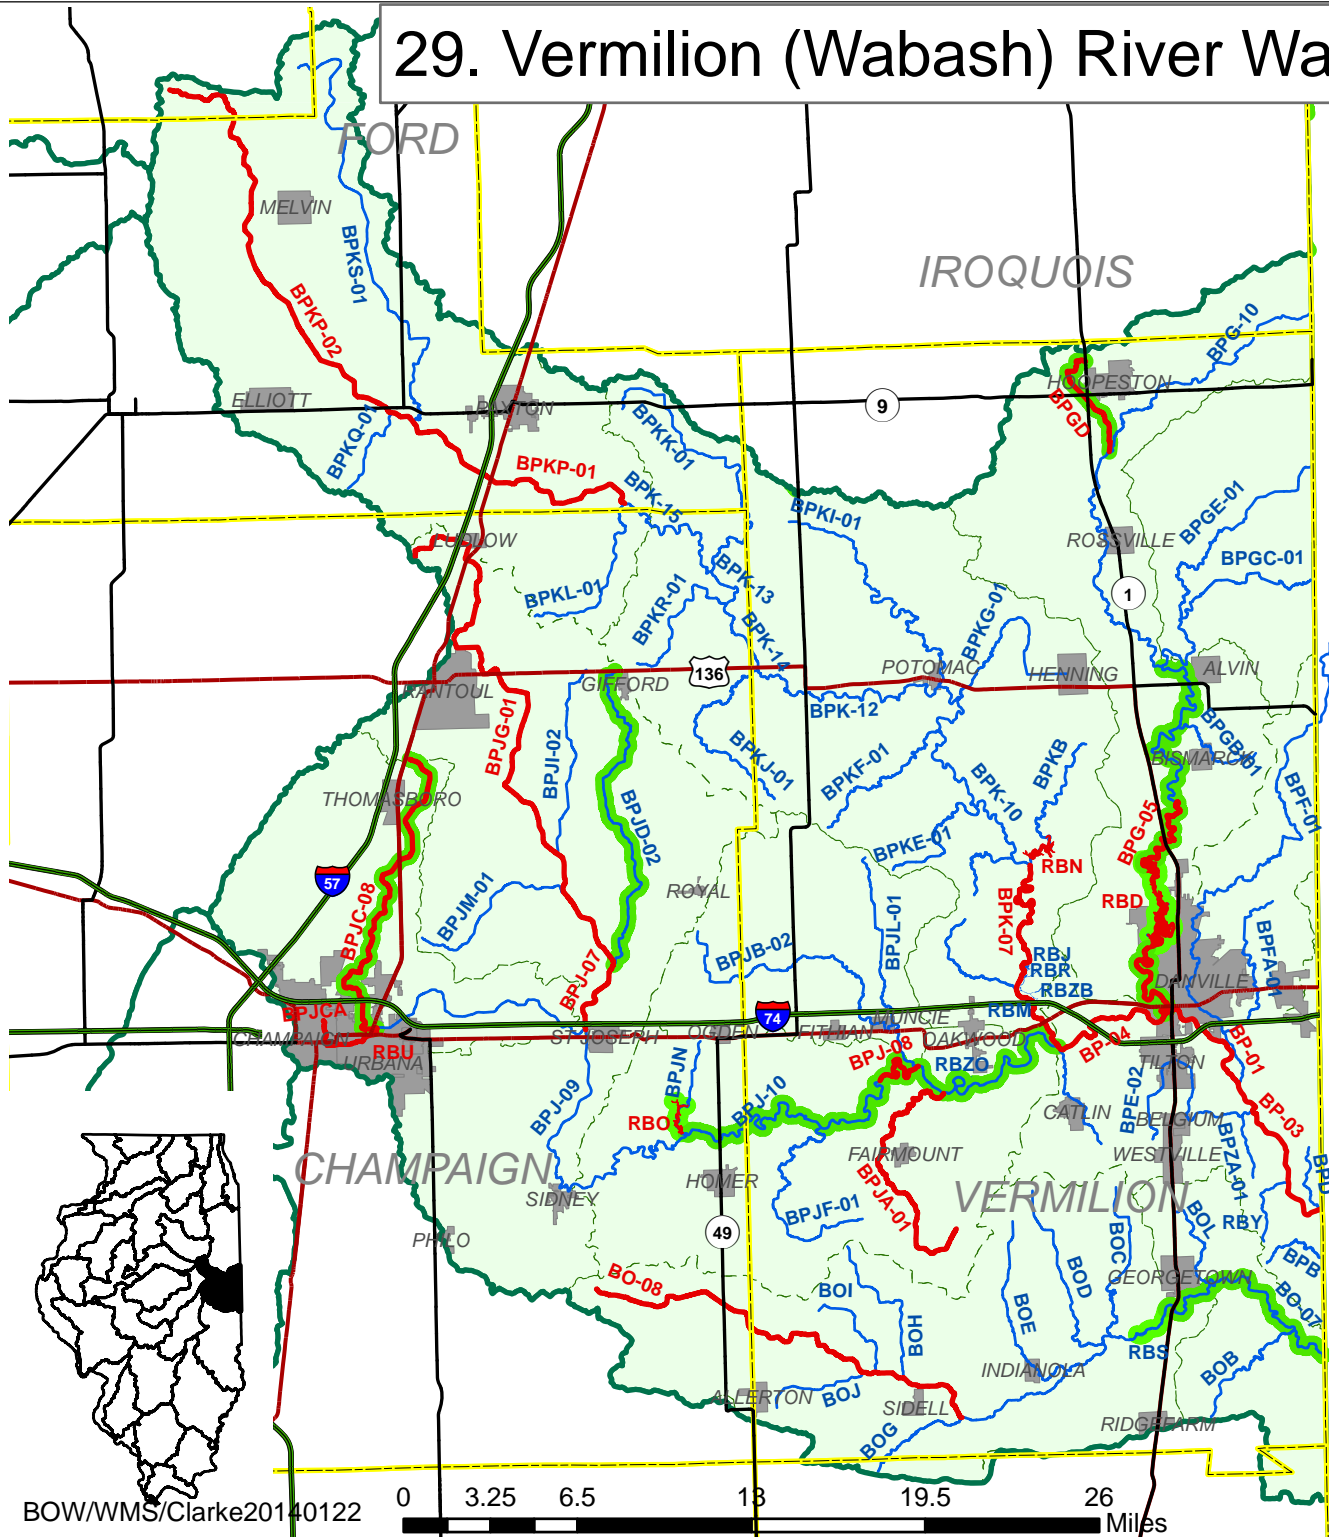 29. Vermilion (Wabash) River Wa
FORD
MELVIN
BPKS-01
IROQUOIS
BPKP-02
BPG-10
HOOPESTON
ELLIOTT
PAXTON
9
BPGD
BPKQ-01
BPKK-01
BPKP-01
BPK-15
BPKI-01
BPGE-01
LUDLOW
ROSSVILLE
BPGC-01
BPKL-01
BPKR-01
BPK-13
1
BPKG-01
BPK-14
136
POTOMAC
HENNING
ALVIN
RANTOUL
GIFFORD
BPK-12
BPJG-01
BPJI-02
BPKJ-01
BPKF-01
BPKB
BPGB-01
BISMARCK
THOMASBORO
BPK-10
BPF-01
BPJD-02
BPG-05
BPKE-01
57
RBN
ROYAL
RBD
BPJM-01
BPJC-08
BPJL-01
BPK-07
BPJB-02
RBJ
RBP
BPFA-01
DANVILLE
BPJ-07
RBZB
BPJCA
74
RBM
MUNCIE
CHAMPAIGN
ST JOSEPH
OGDEN
FITHIAN
OAKWOOD
BP-04
BP-01
RBU
URBANA
BPJ-08
RBZO
TILTON
BPJN
BPJ-09
BPJ-10
BPE-02
BP-03
RBO
CATLIN
BELGIUM
CHAMPAIGN
FAIRMOUNT
WESTVILLE
BPZA-01
BPD
SIDNEY
HOMER
BPJA-01
VERMILION
BPJF-01
BOL
RBY
PHILO
49
BOC
BPB
BO-08
BOI
BOD
GEORGETOWN
BOE
BO-07
BOH
RBS
INDIANOLA
BOB
ALLERTON
BOJ
SIDELL
BOG
RIDGEFARM
BOW/WMS/Clarke20140122
0 3.25 6.5 13 19.5 26
Miles